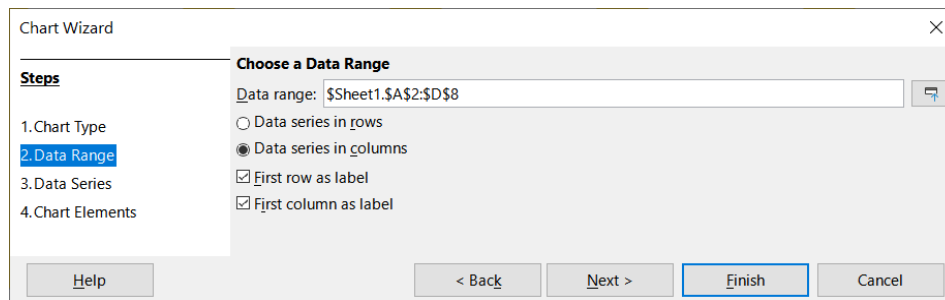 Chart Wizard
Steps
1.Chart Type
2.Data Range
3.Data Series
4.Chart Elements
Choose a Data Range
Data range: $Sheet1.$A$2:$D$8
Data series in rows
Data series in columns
First row as label
First column as label
Help
< Back
Next >
Finish
Cancel